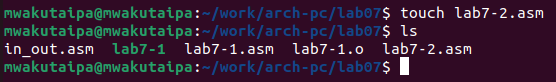 mwakutaipa@mwakutaipa:~/work/arch-pc/lab07$ touch lab7-2.asm
mwakutaipa@mwakutaipa:~/work/arch-pc/lab07$ ls
in_out.asm  lab7-1  lab7-1.asm  lab7-1.o  lab7-2.asm
mwakutaipa@mwakutaipa:~/work/arch-pc/lab07$